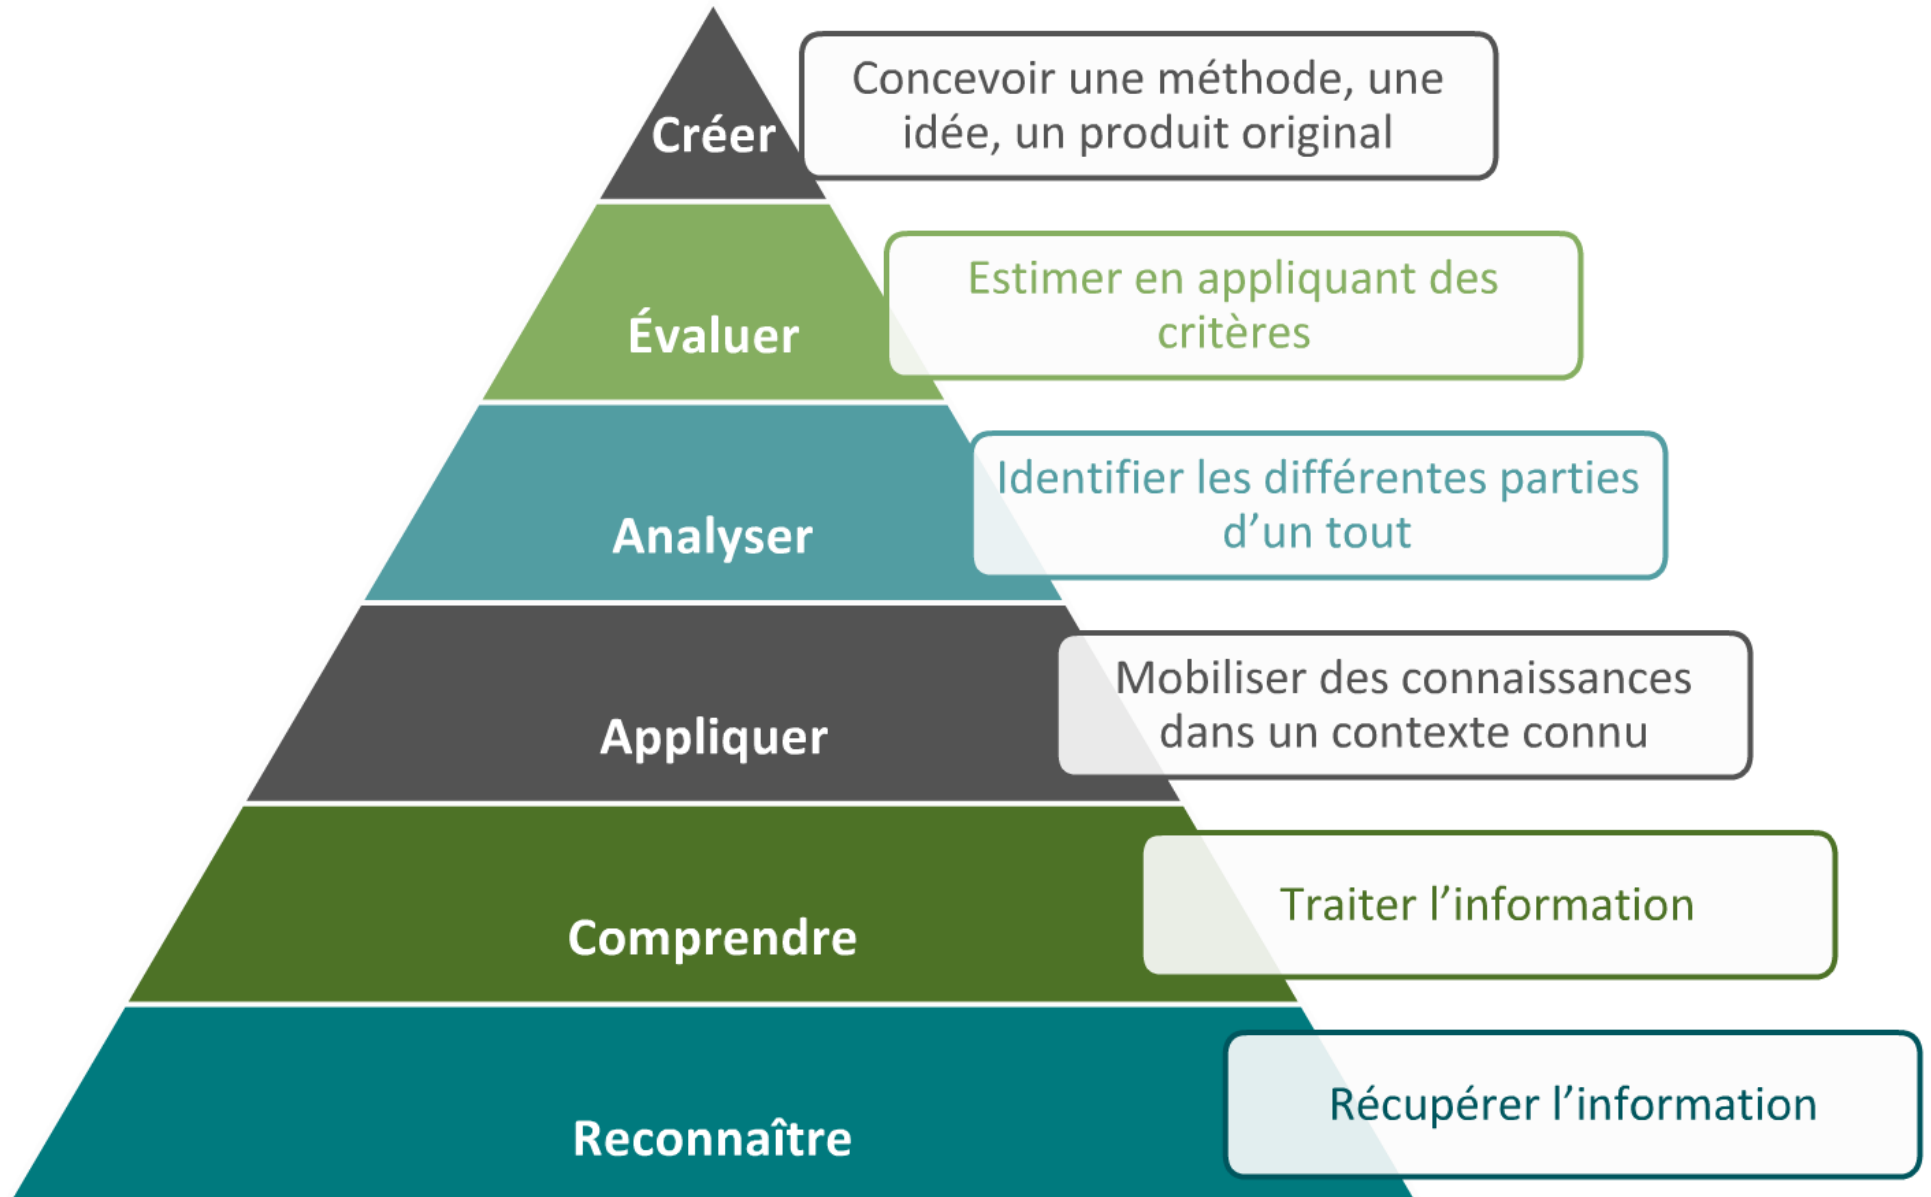 Créer
Concevoir une méthode, une
idée, un produit original
Évaluer
Estimer en appliquant des
critères
Analyser
Identifier les différentes parties
d’un tout
Appliquer
Mobiliser des connaissances
dans un contexte connu
Comprendre
Traiter l’information
Reconnaître
Récupérer l’information